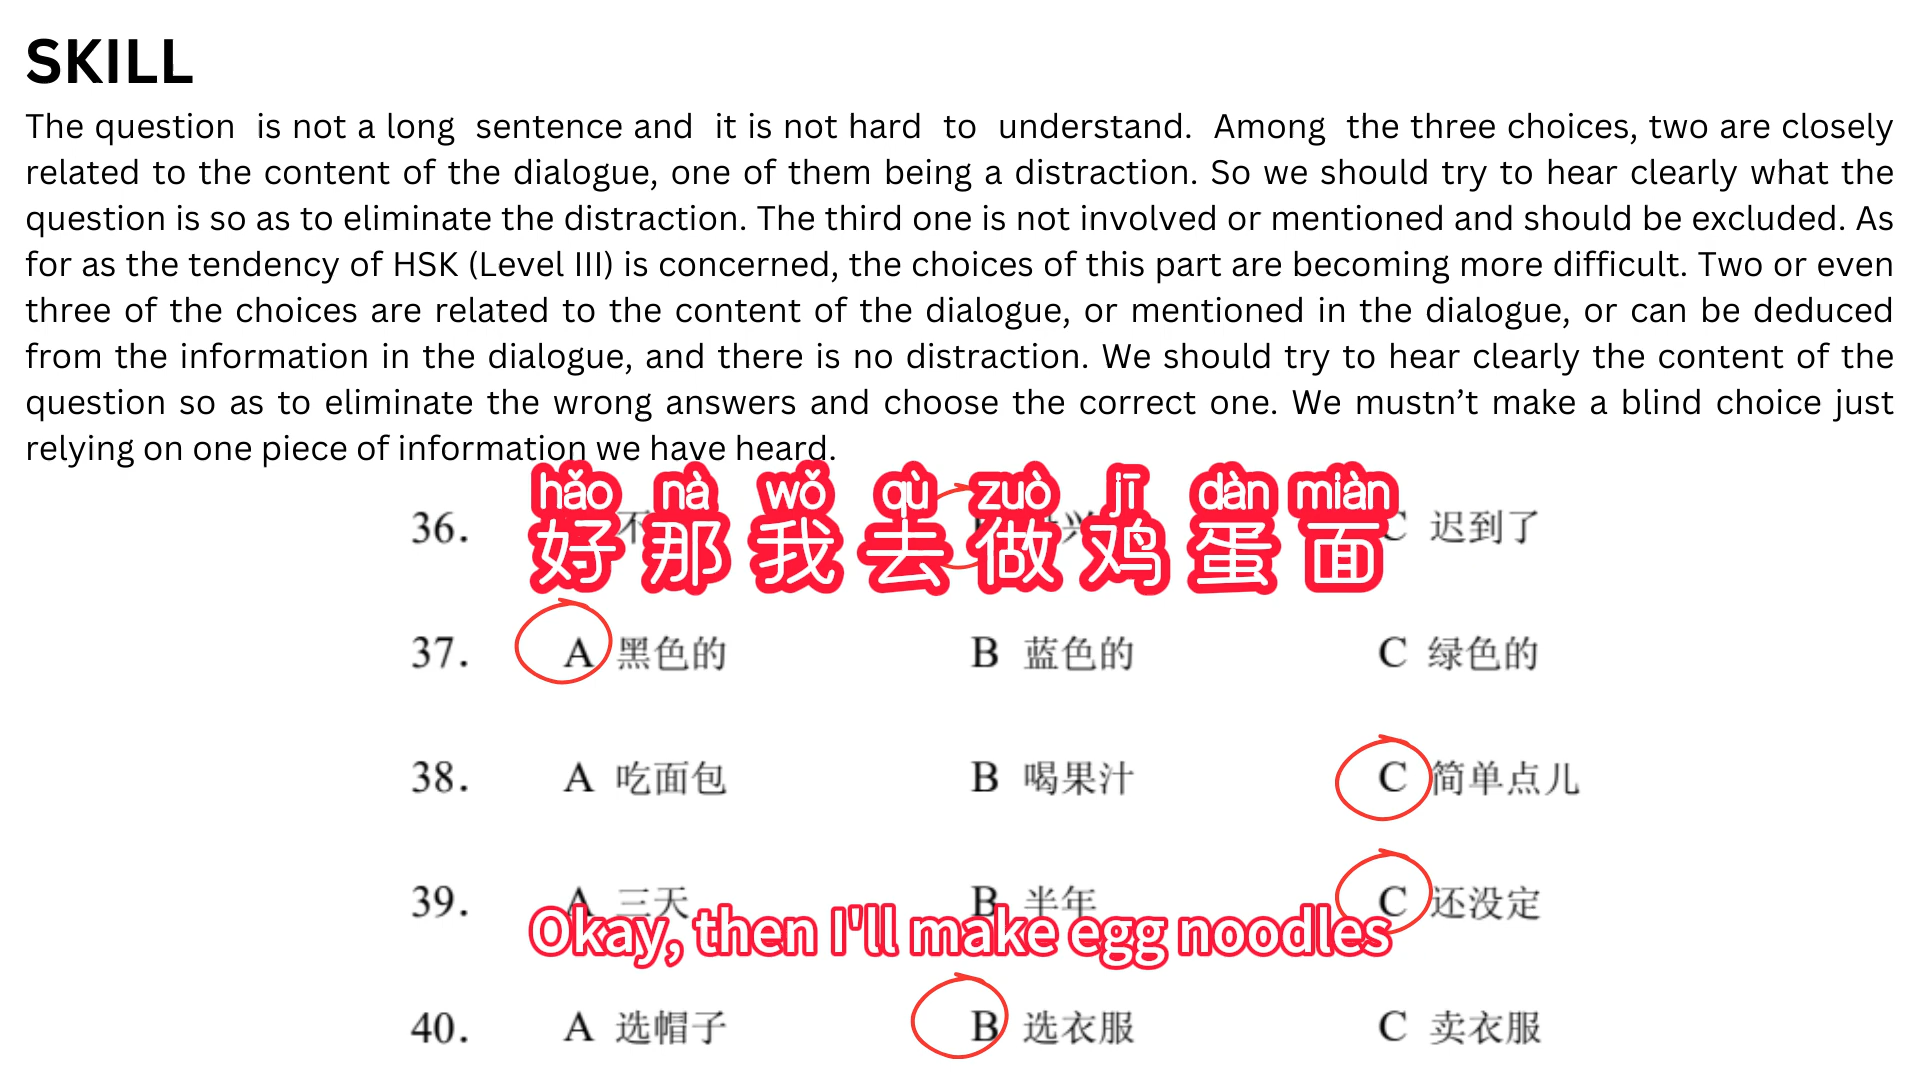 SKILL
The question is not a long sentence and it is not hard to understand. Among the three choices, two are closely
related to the content of the dialogue, one of them being a distraction. So we should try to hear clearly what the
question is so as to eliminate the distraction. The third one is not involved or mentioned and should be excluded. As
for as the tendency of HSK (Level III) is concerned, the choices of this part are becoming more difficult. Two or even
three of the choices are related to the content of the dialogue, or mentioned in the dialogue, or can be deduced
from the information in the dialogue, and there is no distraction. We should try to hear clearly the content of the
question so as to eliminate the wrong answers and choose the correct one. We mustn't make a blind choice just
relying on one piece of information we have heard.
hǎo nà wǒ qù zuò jī dàn miàn
好 那 我 去 做 鸡 蛋 面
36. 不 C 迟到了
37. A 黑色的 B 蓝色的 C 绿色的
38. A 吃面包 B 喝果汁 C 简单点儿
39. A 三天 B 半年 C 还没定
Okay, then I'll make egg noodles
40. A 选帽子 B 选衣服 C 卖衣服